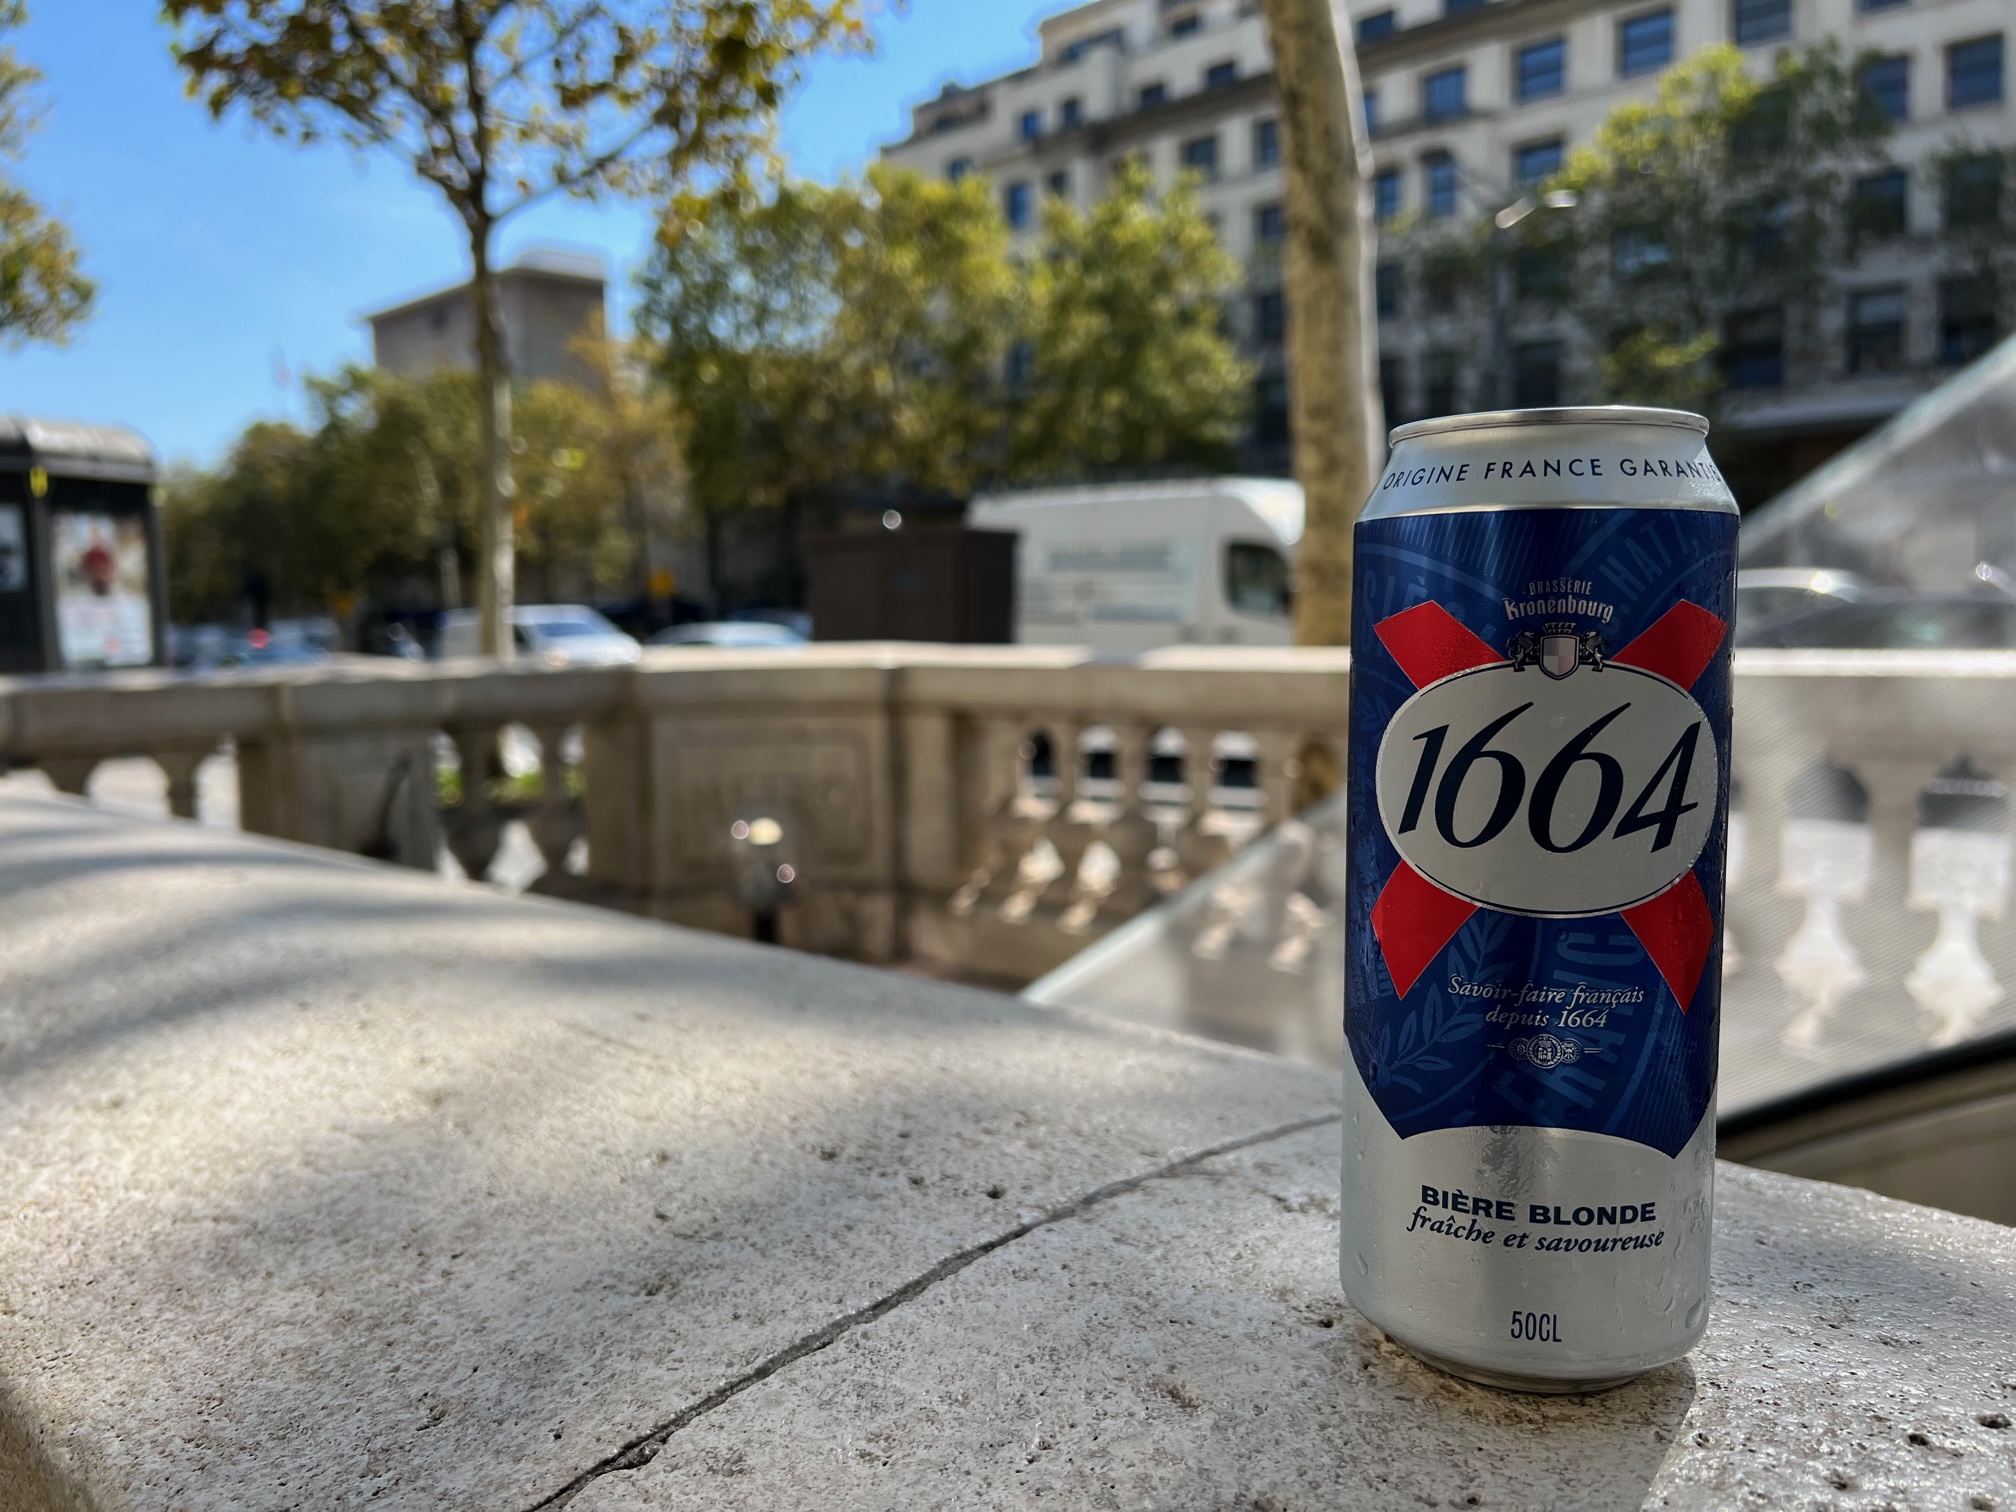 ORIGINE FRANCE GARANTIE
BRASSERIE
Kronenbourg
1664
Savoir-faire français
depuis 1664
BIÈRE BLONDE
fraîche et savoureuse
50CL